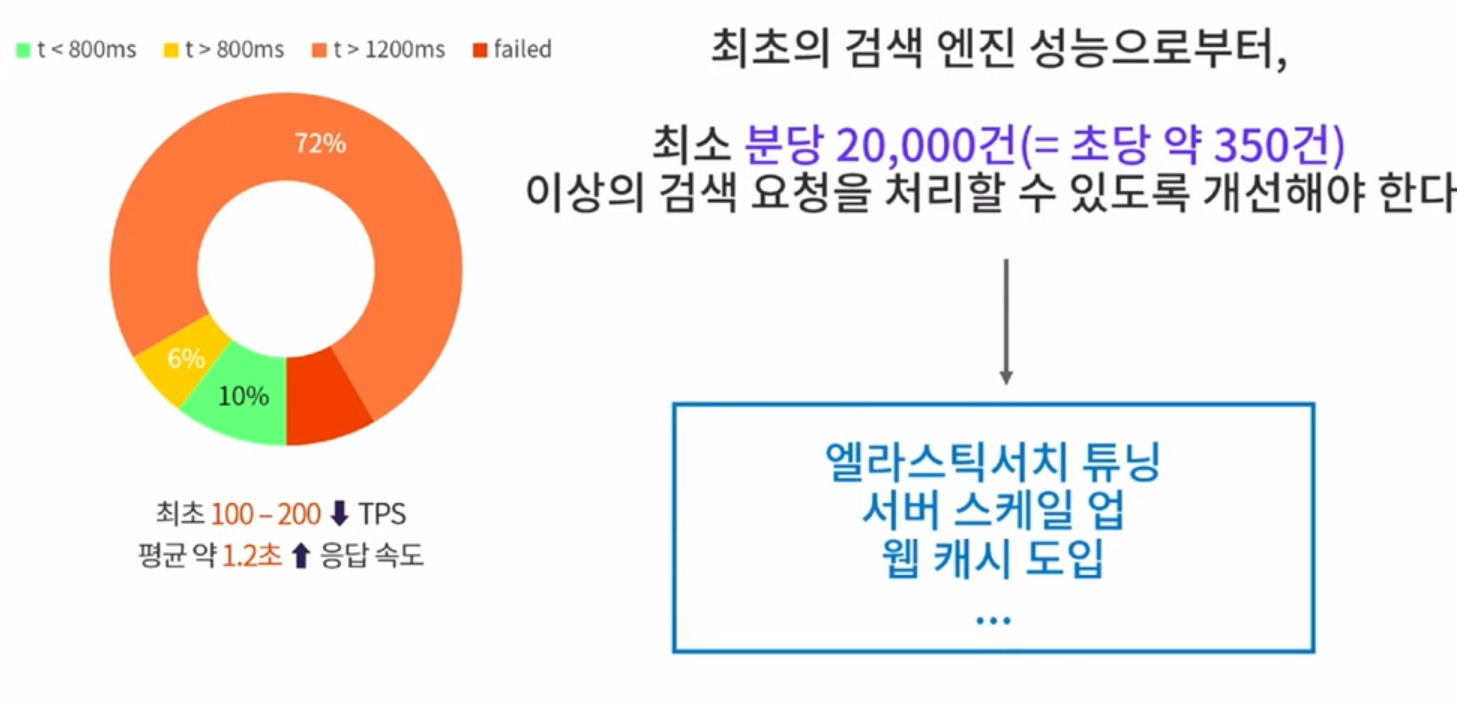 t < 800ms t > 800ms t > 1200ms failed
72%
6%
10%
최초 100 – 200 ⬇ TPS
평균 약 1.2초 ⬆ 응답 속도
최초의 검색 엔진 성능으로부터,
최소 분당 20,000건(= 초당 약 350건)
이상의 검색 요청을 처리할 수 있도록 개선해야 한다
엘라스틱서치 튜닝
서버 스케일 업
웹 캐시 도입
...